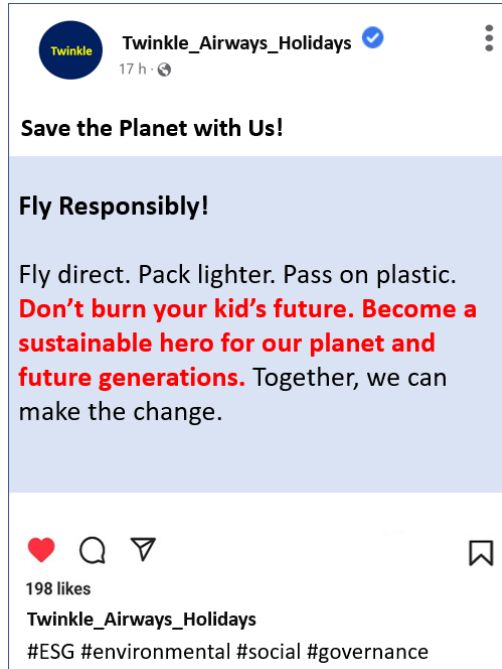 Twinkle
Twinkle_Airways_Holidays
17 h ·
Save the Planet with Us!
Fly Responsibly!
Fly direct. Pack lighter. Pass on plastic.
Don’t burn your kid’s future. Become a
sustainable hero for our planet and
future generations. Together, we can
make the change.
198 likes
Twinkle_Airways_Holidays
#ESG #environmental #social #governance